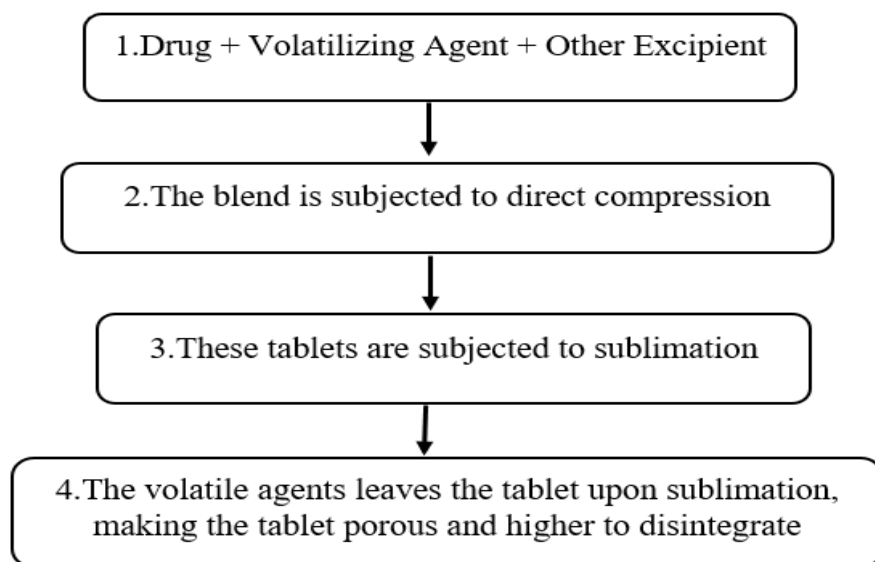 1.Drug + Volatilizing Agent + Other Excipient
2.The blend is subjected to direct compression
3.These tablets are subjected to sublimation
4.The volatile agents leaves the tablet upon sublimation,
making the tablet porous and higher to disintegrate